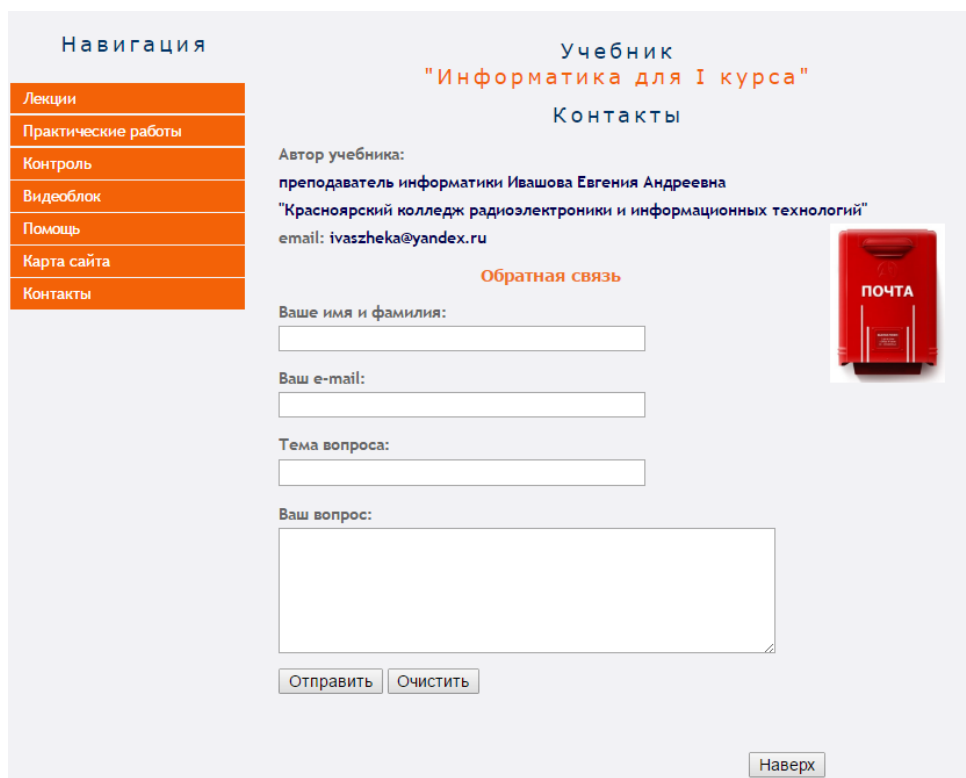 Навигация
Лекции
Практические работы
Контроль
Видеоблок
Помощь
Карта сайта
Контакты
Учебник
"Информатика для I курса"
Контакты
Автор учебника:
преподаватель информатики Ивашова Евгения Андреевна
"Красноярский колледж радиоэлектроники и информационных технологий"
email: ivaszheka@yandex.ru
ПОЧТА
Обратная связь
Ваше имя и фамилия:
Ваш e-mail:
Тема вопроса:
Ваш вопрос:
Отправить Очистить
Наверх